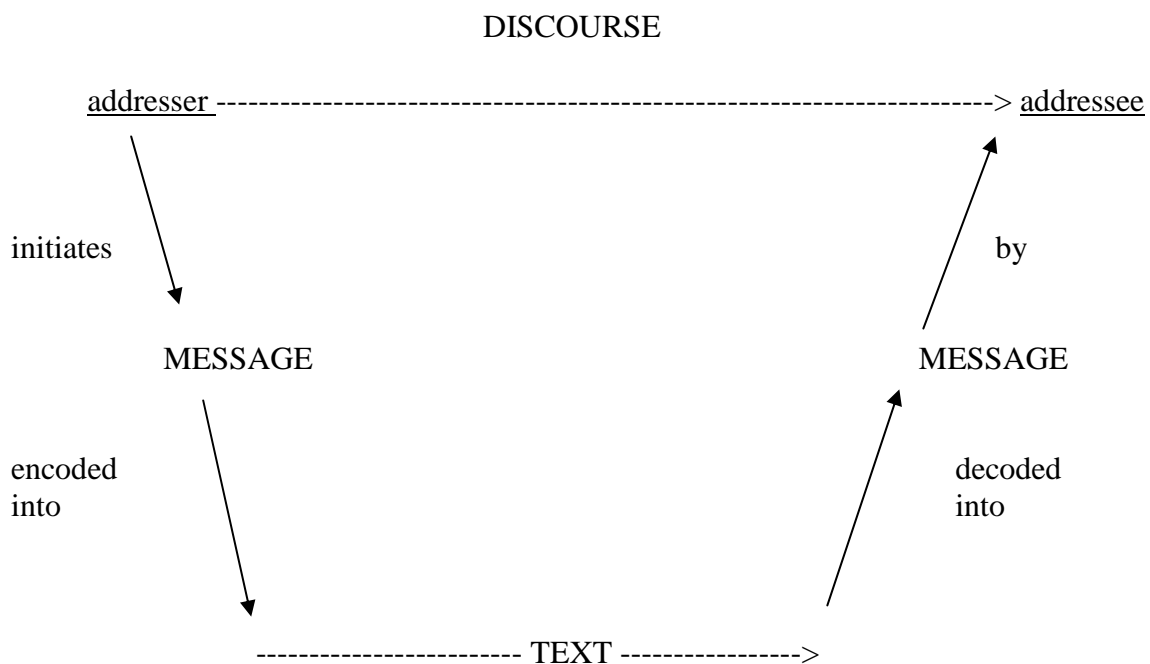 DISCOURSE
addresser --------------------------------------------------------------------------> addressee
initiates
by
MESSAGE
MESSAGE
encoded
into
decoded
into
------------------------- TEXT ----------------->